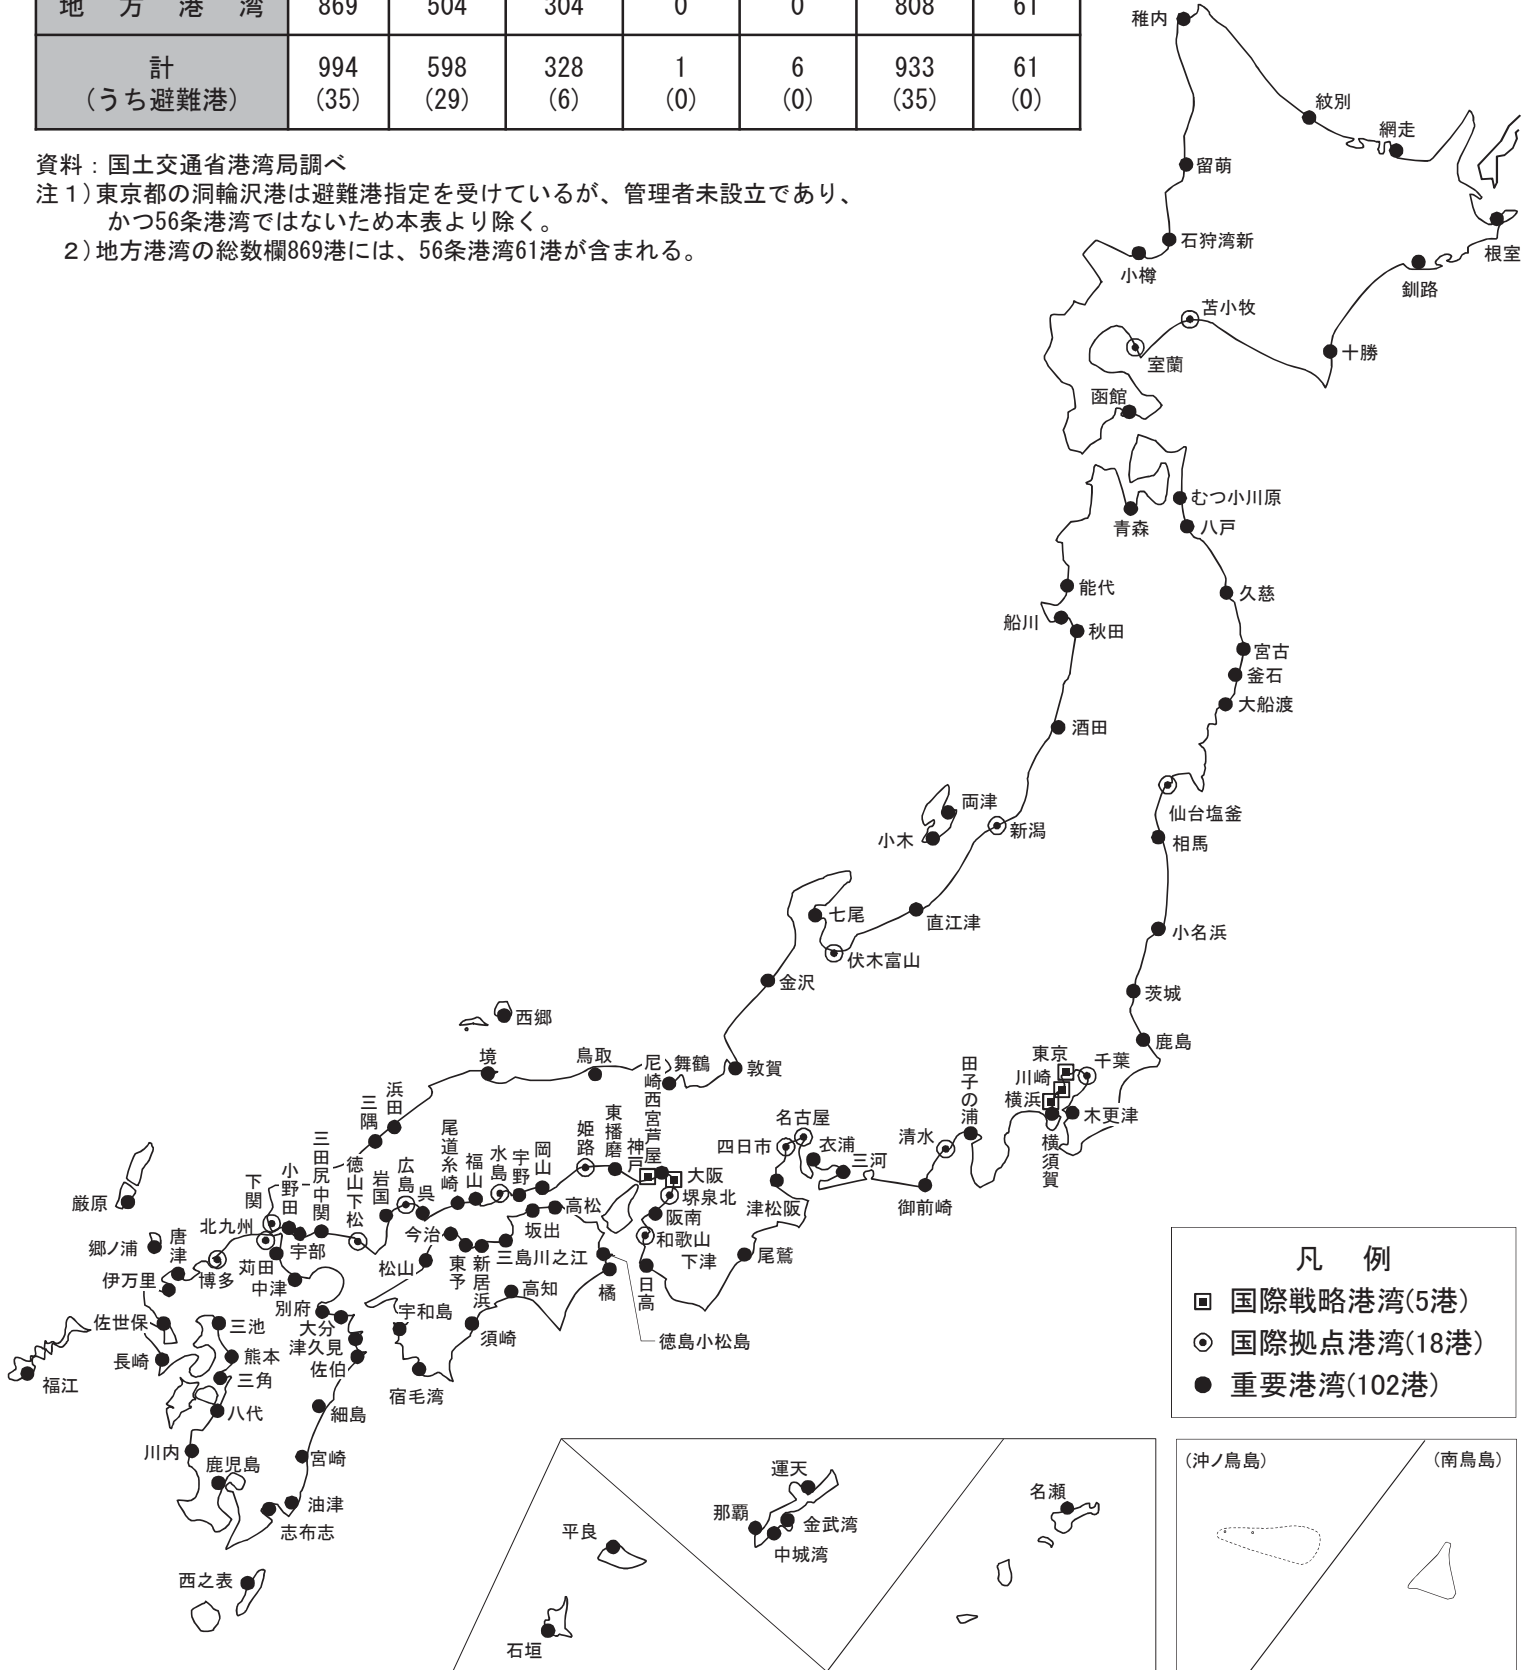 地方港湾 869 504 304 0 0 808 61
計 994 598 328 1 6 933 61
(うち避難港) (35) (29) (6) (0) (0) (35) (0)
資料：国土交通省港湾局調べ
注１)東京都の洞輪沢港は避難港指定を受けているが、管理者未設立であり、
かつ56条港湾ではないため本表より除く。
２)地方港湾の総数欄869港には、56条港湾61港が含まれる。
稚内
紋別
網走
留萌
根室
石狩湾新
小樽
釧路
苫小牧
室蘭
十勝
函館
むつ小川原
青森
八戸
能代
久慈
船川
秋田
宮古
釜石
大船渡
酒田
両津
仙台塩釜
新潟
小木
相馬
七尾
直江津
小名浜
伏木富山
金沢
茨城
西郷
鹿島
東京
千葉
川崎
横浜
木更津
横須賀
田子の浦
清水
御前崎
名古屋
四日市
衣浦
三河
津松阪
尾鷲
境
鳥取
舞鶴
敦賀
尼崎西宮芦屋
神戸
東播磨
姫路
大阪
堺泉北
阪南
和歌山
下津
日高
浜田
三隅
岡山
宇野
水島
福山
尾道糸崎
呉
広島
岩国
徳山下松
三田尻中関
小野田
下関
宇部
高松
坂出
三島川之江
新居浜
東予
今治
松山
高知
橘
徳島小松島
須崎
宇和島
宿毛湾
厳原
郷ノ浦
唐津
北九州
博多
苅田
中津
伊万里
別府
大分
津久見
佐伯
佐世保
三池
長崎
熊本
三角
福江
八代
細島
川内
宮崎
鹿児島
油津
志布志
西之表
凡 例
国際戦略港湾(5港)
国際拠点港湾(18港)
重要港湾(102港)
運天
那覇
金武湾
中城湾
平良
石垣
名瀬
(沖ノ鳥島)
(南鳥島)